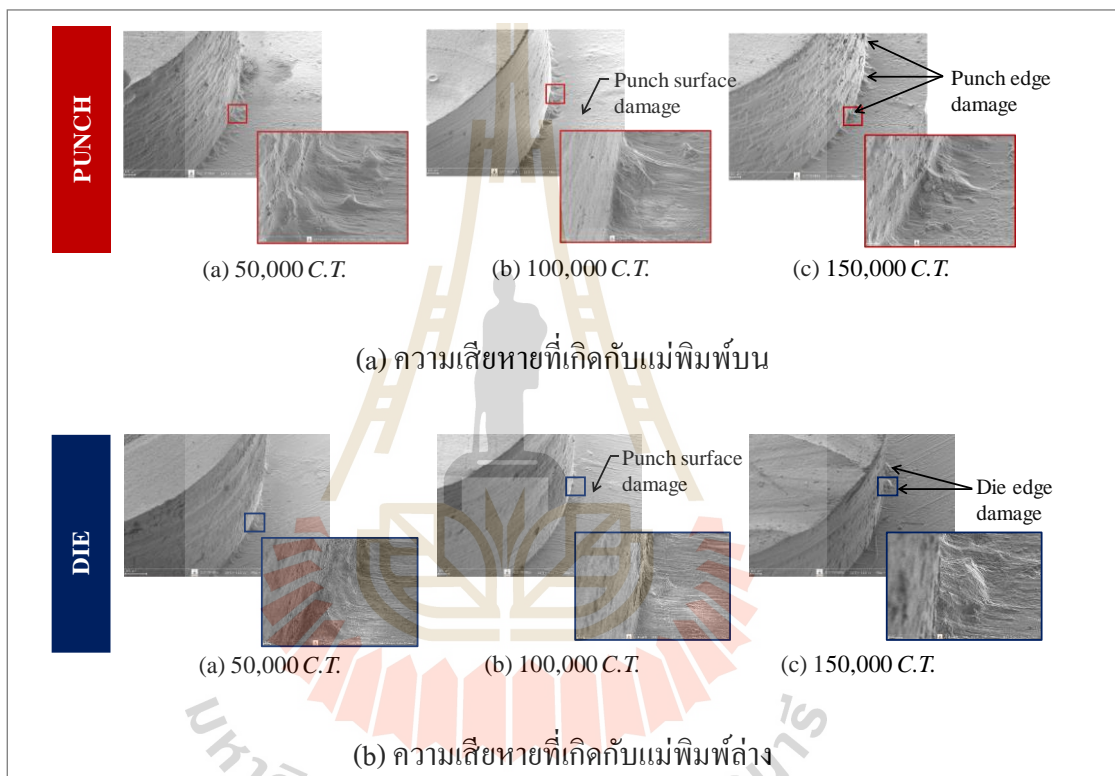 PUNCH
Punch surface
damage
Punch edge
damage
(a) 50,000 C.T.
(b) 100,000 C.T.
(c) 150,000 C.T.
(a) ความเสียหายที่เกิดกับแม่พิมพ์บน
DIE
Punch surface
damage
Die edge
damage
(a) 50,000 C.T.
(b) 100,000 C.T.
(c) 150,000 C.T.
(b) ความเสียหายที่เกิดกับแม่พิมพ์ล่าง